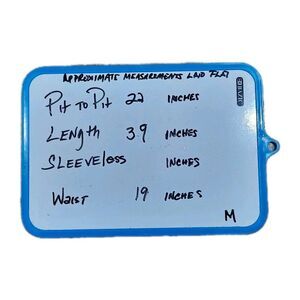 APPROXIMATE MEASUREMENTS LAID FLAT
Pit to Pit 22 INCHES
LENGTH 39 INCHES
SLEEVEless INCHES
WAIST 19 INCHES
M